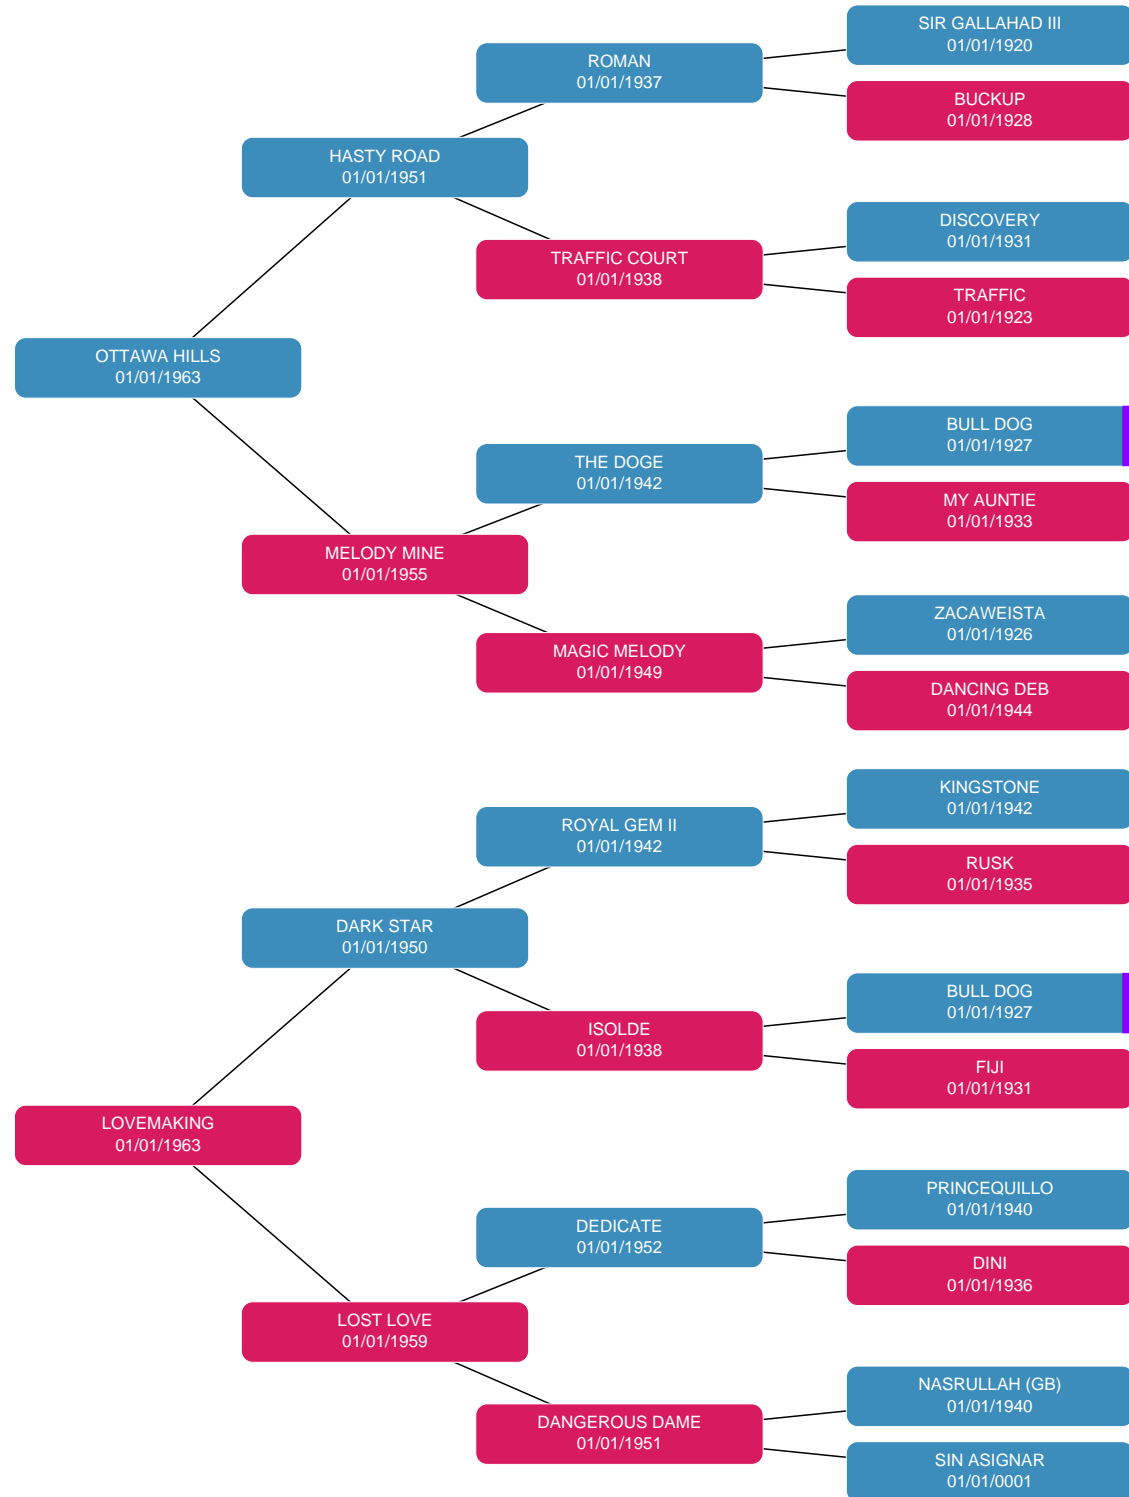 SIR GALLAHAD III
01/01/1920
ROMAN
01/01/1937
BUCKUP
01/01/1928
HASTY ROAD
01/01/1951
DISCOVERY
01/01/1931
TRAFFIC COURT
01/01/1938
TRAFFIC
01/01/1923
OTTAWA HILLS
01/01/1963
BULL DOG
01/01/1927
THE DOGE
01/01/1942
MY AUNTIE
01/01/1933
MELODY MINE
01/01/1955
ZACAWEISTA
01/01/1926
MAGIC MELODY
01/01/1949
DANCING DEB
01/01/1944
KINGSTONE
01/01/1942
ROYAL GEM II
01/01/1942
RUSK
01/01/1935
DARK STAR
01/01/1950
BULL DOG
01/01/1927
ISOLDE
01/01/1938
FIJI
01/01/1931
LOVEMAKING
01/01/1963
PRINCEQUILLO
01/01/1940
DEDICATE
01/01/1952
DINI
01/01/1936
LOST LOVE
01/01/1959
NASRULLAH (GB)
01/01/1940
DANGEROUS DAME
01/01/1951
SIN ASIGNAR
01/01/0001